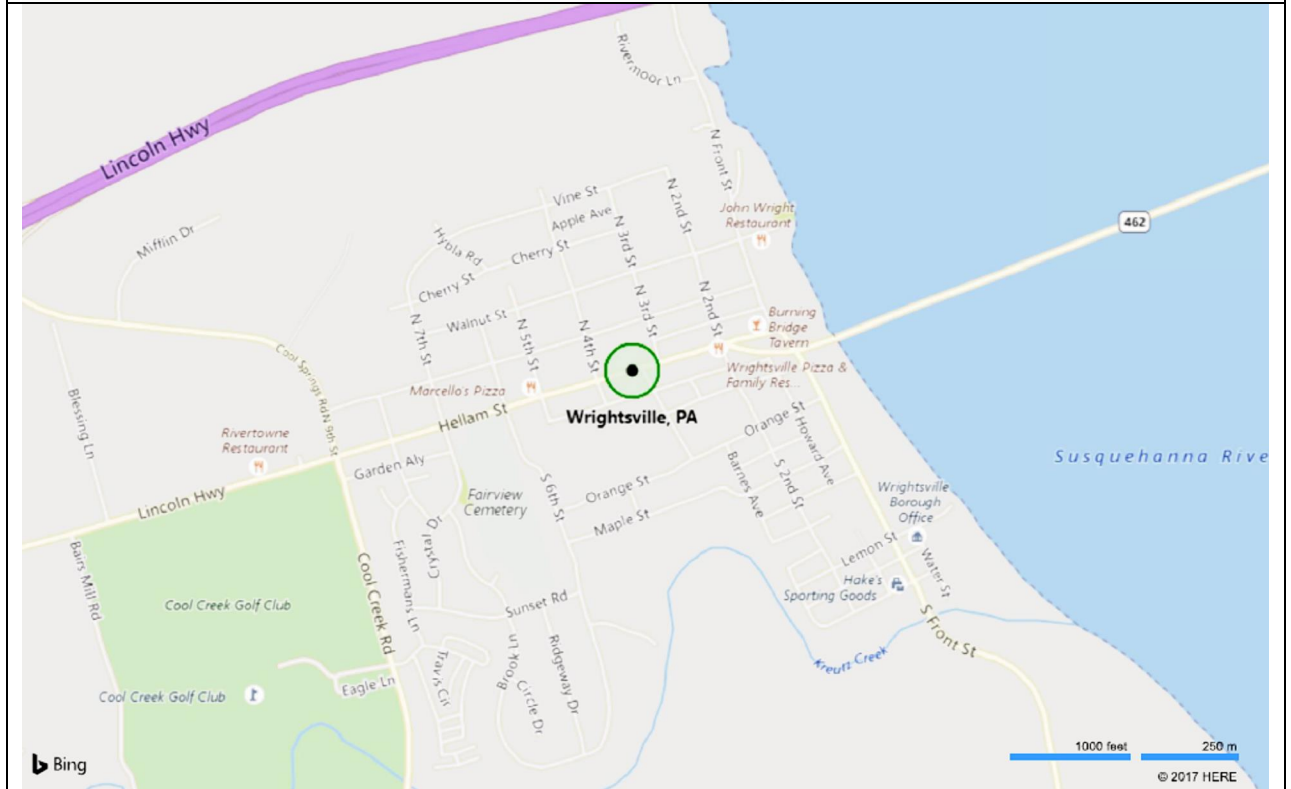 Rivermoor Ln
Lincoln Hwy
N Front St
Vine St
N 2nd St
Apple Ave
John Wright
Restaurant
462
Mifflin Dr
Hybla Rd
Cherry St
N 3rd St
Cherry St
N 3rd St
N 2nd St
Walnut St
N 7th St
N 5th St
N 4th St
Burning
Bridge
Tavern
Cool Springs Rd
N 9th St
Marcello's Pizza
Wrightsville Pizza &
Family Res...
Blessing Ln
Hellam St
Wrightsville, PA
Orange St
Howard Ave
Rivertowne
Restaurant
Garden Aly
Lincoln Hwy
Fairview
Cemetery
S 6th St
Orange St
Maple St
Barnes Ave
S 2nd St
Susquehanna Rive
Wrightsville
Borough
Office
Crystal Dr
Fishermans Ln
Bairs Mill Rd
Cool Creek Rd
Lemon St
Water St
Hake's
Sporting Goods
Cool Creek Golf Club
Sunset Rd
S Front St
Kreutz Creek
Brook Ln
Ridgeway Dr
Travis Cir
Circle Dr
Eagle Ln
Cool Creek Golf Club
Bing
1000 feet
250 m
© 2017 HERE